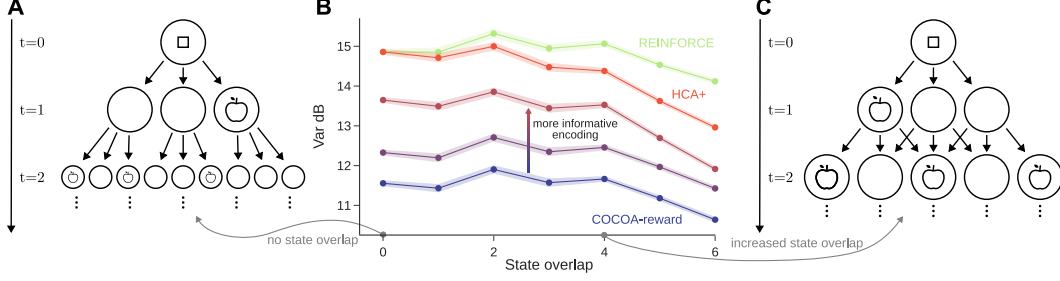 A
t=0
t=1
t=2
B
Var dB
15
14
13
12
11
REINFORCE
HCA+
more informative
encoding
COCOA-reward
no state overlap
0
2
4
6
State overlap
increased state overlap
C
t=0
t=1
t=2